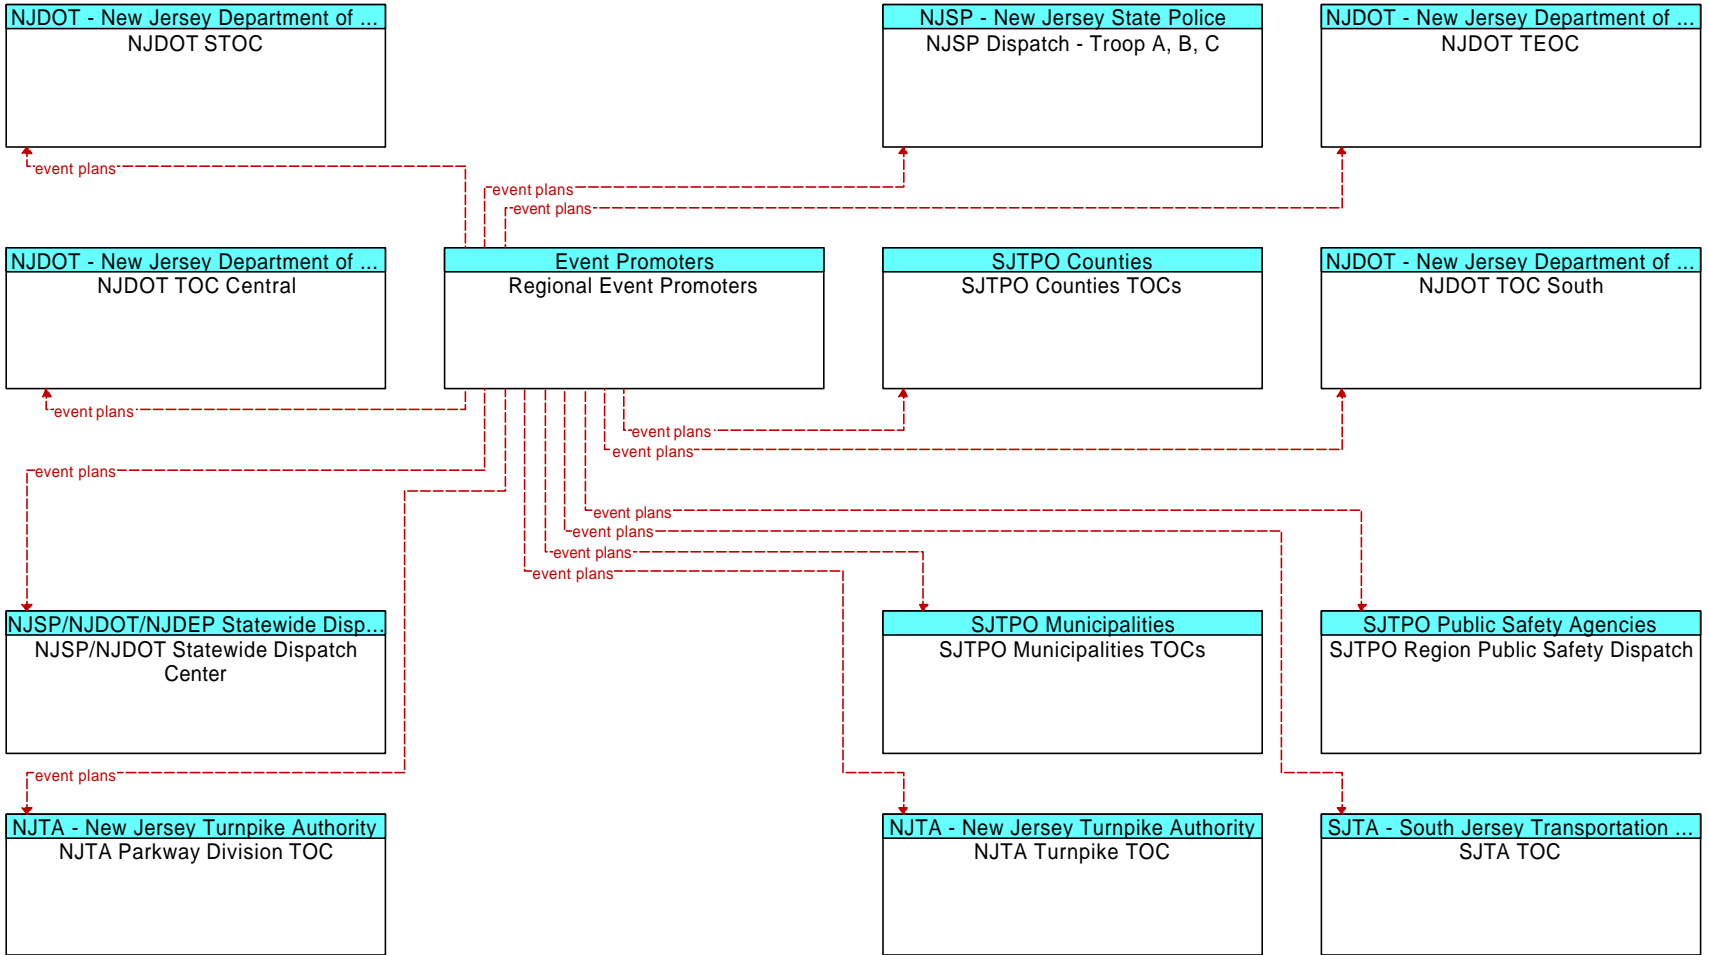 NJDOT - New Jersey Department of ...
NJDOT STOC
NJSP - New Jersey State Police
NJSP Dispatch - Troop A, B, C
NJDOT - New Jersey Department of ...
NJDOT TEOC
event plans
event plans
event plans
NJDOT - New Jersey Department of ...
NJDOT TOC Central
Event Promoters
Regional Event Promoters
SJTPO Counties
SJTPO Counties TOCs
NJDOT - New Jersey Department of ...
NJDOT TOC South
event plans
event plans
event plans
event plans
event plans
event plans
event plans
event plans
NJSP/NJDOT/NJDEP Statewide Disp...
NJSP/NJDOT Statewide Dispatch
Center
SJTPO Municipalities
SJTPO Municipalities TOCs
SJTPO Public Safety Agencies
SJTPO Region Public Safety Dispatch
event plans
NJTA - New Jersey Turnpike Authority
NJTA Parkway Division TOC
NJTA - New Jersey Turnpike Authority
NJTA Turnpike TOC
SJTA - South Jersey Transportation ...
SJTA TOC